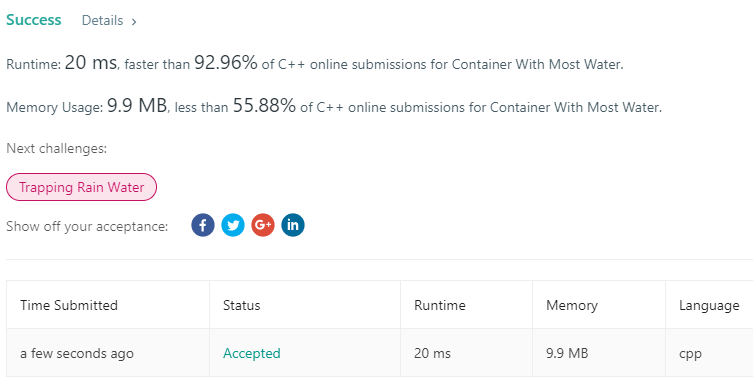 Success Details ›
Runtime: 20 ms, faster than 92.96% of C++ online submissions for Container With Most Water.
Memory Usage: 9.9 MB, less than 55.88% of C++ online submissions for Container With Most Water.
Next challenges:
Trapping Rain Water
Show off your acceptance: f G+ in
Time Submitted Status Runtime Memory Language
a few seconds ago Accepted 20 ms 9.9 MB cpp